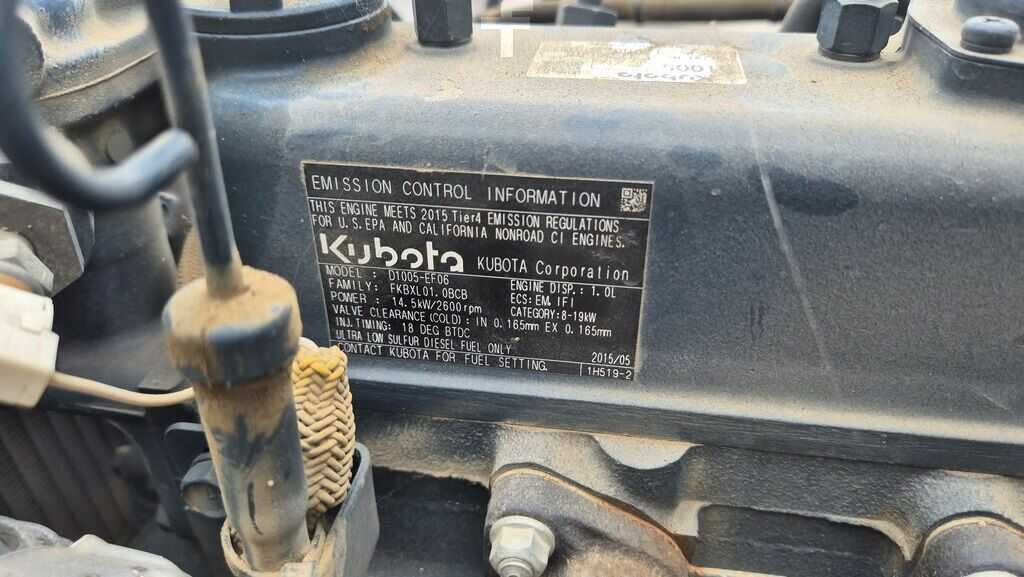 Kubota
1005
EMISSION CONTROL INFORMATION
THIS ENGINE MEETS 2015 Tier4 EMISSION REGULATIONS
FOR U.S. EPA AND CALIFORNIA NONROAD CI ENGINES.
Kubota KUBOTA Corporation
MODEL : D1005-EF06 ENGINE DISP.: 1.0L
FAMILY: FKBXL01.0BCB ECS: EM, IFI
POWER : 14.5kW/2600rpm CATEGORY: 8-19kW
VALVE CLEARANCE (COLD) : IN 0.165mm EX 0.165mm
INJ. TIMING: 18 DEG BTDC
ULTRA LOW SULFUR DIESEL FUEL ONLY 2015/05
CONTACT KUBOTA FOR FUEL SETTING. 1H519-2